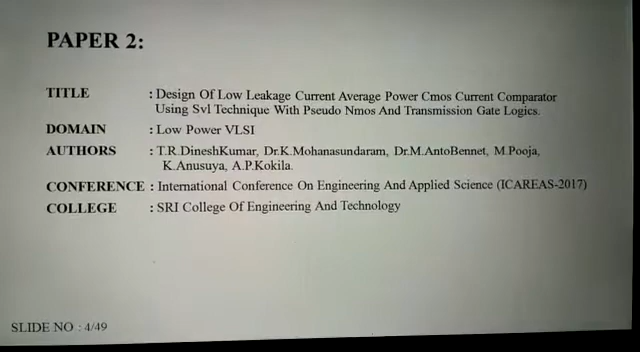 PAPER 2:
TITLE : Design Of Low Leakage Current Average Power Cmos Current Comparator
Using Svl Technique With Pseudo Nmos And Transmission Gate Logics.
DOMAIN : Low Power VLSI
AUTHORS : T.R.DineshKumar, Dr.K.Mohanasundaram, Dr.M.AntoBennet, M.Pooja,
K.Anusuya, A.P.Kokila.
CONFERENCE : International Conference On Engineering And Applied Science (ICAREAS-2017)
COLLEGE : SRI College Of Engineering And Technology
SLIDE NO : 4/49